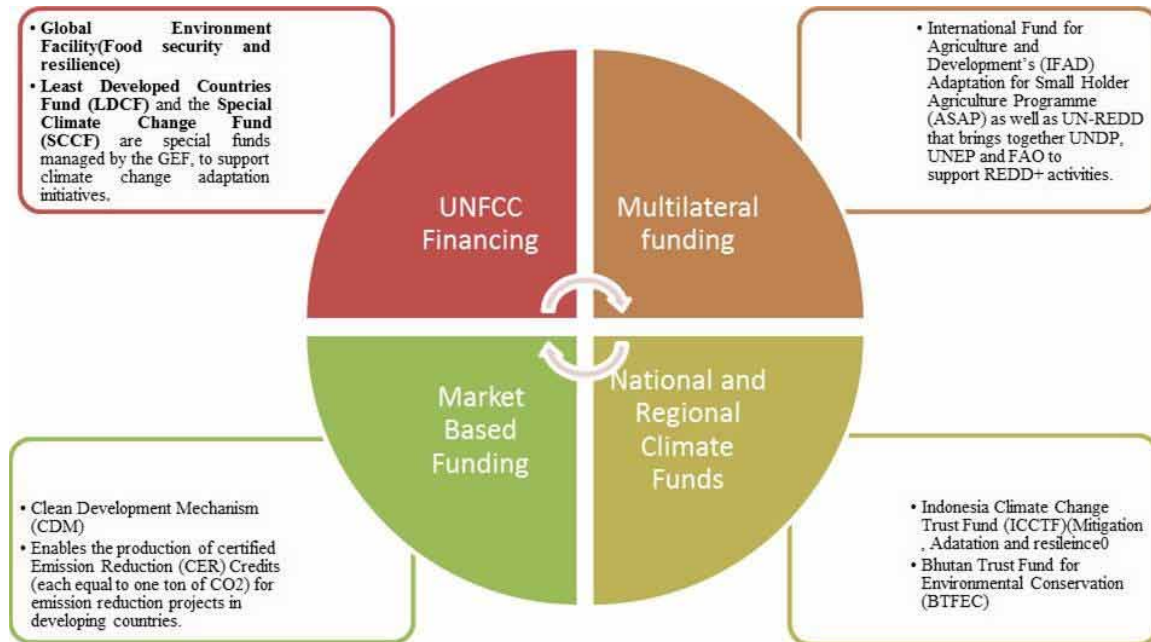 • Global Environment
Facility(Food security and
resilience)
• Least Developed Countries
Fund (LDCF) and the Special
Climate Change Fund
(SCCF) are special funds
managed by the GEF, to support
climate change adaptation
initiatives.
• International Fund for
Agriculture and
Development’s (IFAD)
Adaptation for Small Holder
Agriculture Programme
(ASAP) as well as UN-REDD
that brings together UNDP,
UNEP and FAO to
support REDD+ activities.
UNFCC
Financing
Multilateral
funding
Market
Based
Funding
National and
Regional
Climate
Funds
• Clean Development Mechanism
(CDM)
• Enables the production of certified
Emission Reduction (CER) Credits
(each equal to one ton of CO2) for
emission reduction projects in
developing countries.
• Indonesia Climate Change
Trust Fund (ICCTF)(Mitigation
, Adatation and resileince0
• Bhutan Trust Fund for
Environmental Conservation
(BTFEC)